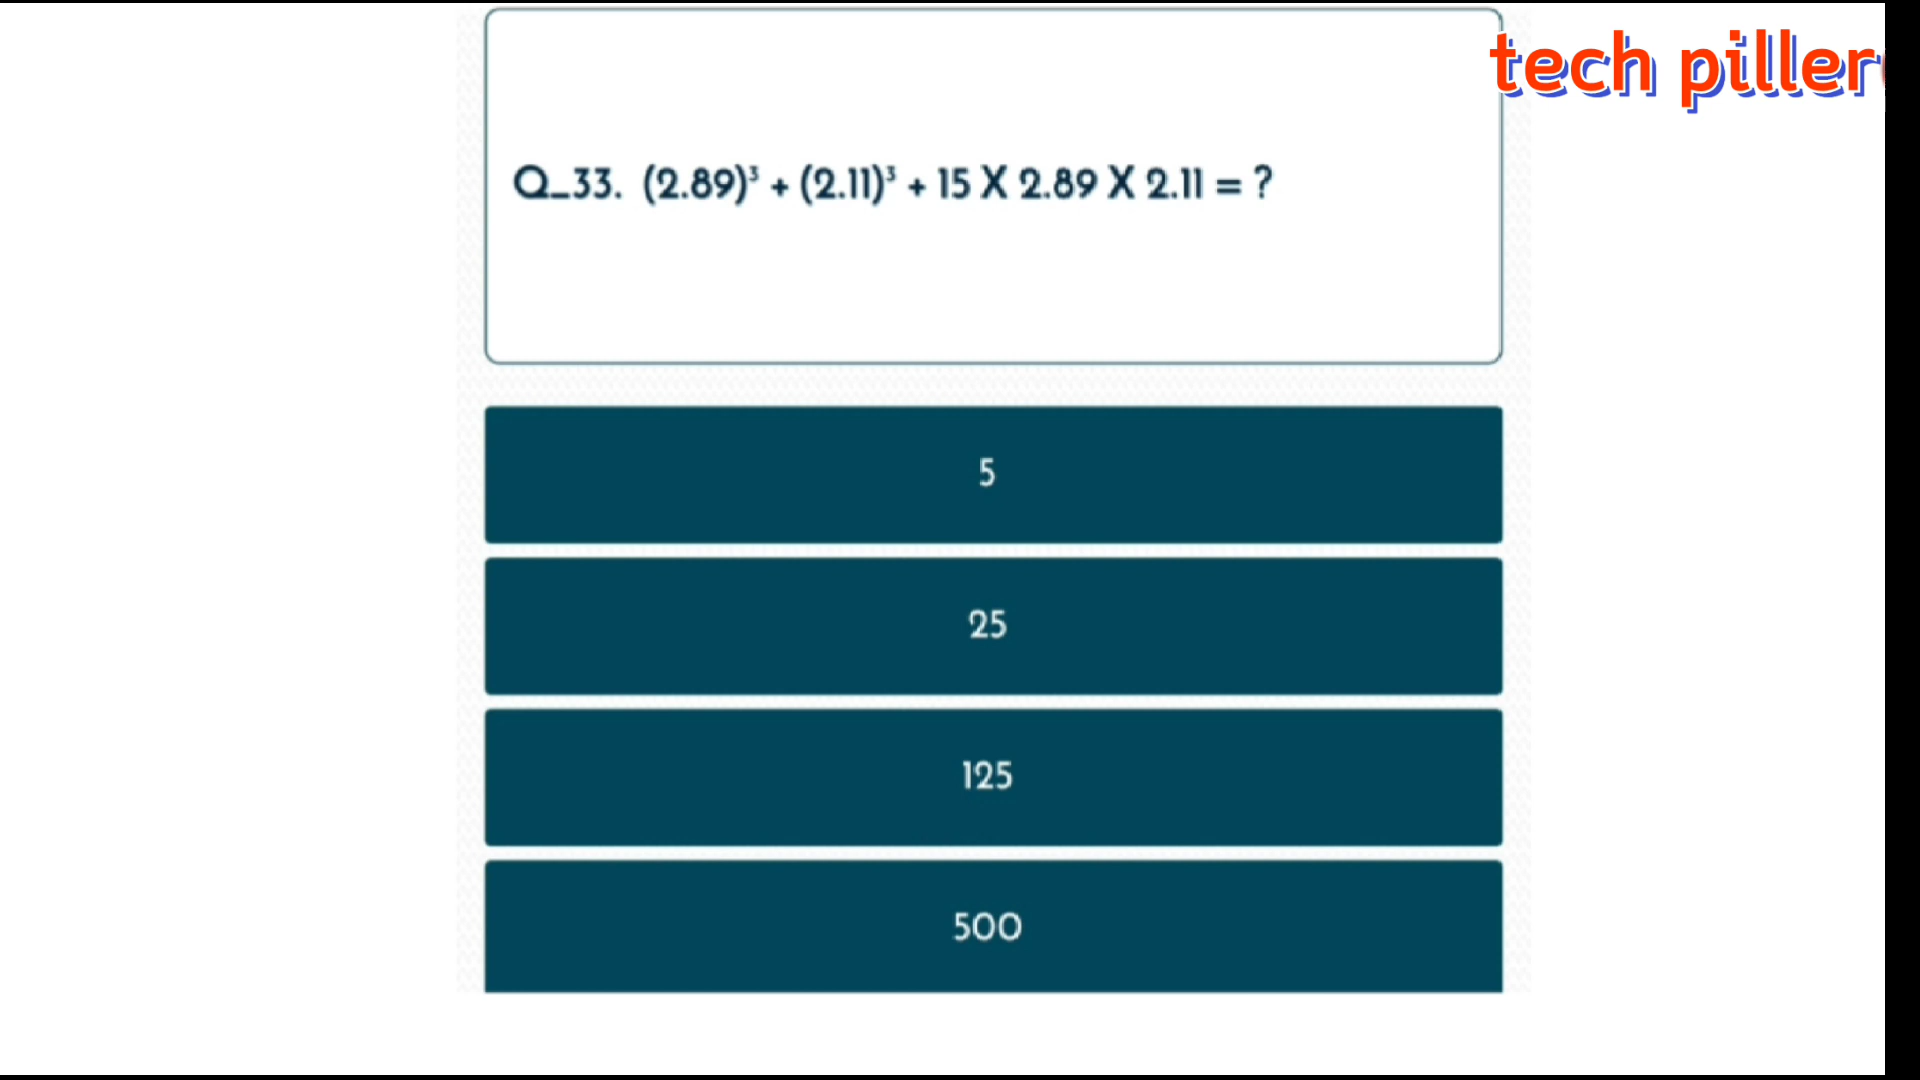 tech piller
Q_33. (2.89)³ + (2.11)³ + 15 X 2.89 X 2.11 = ?
5
25
125
500